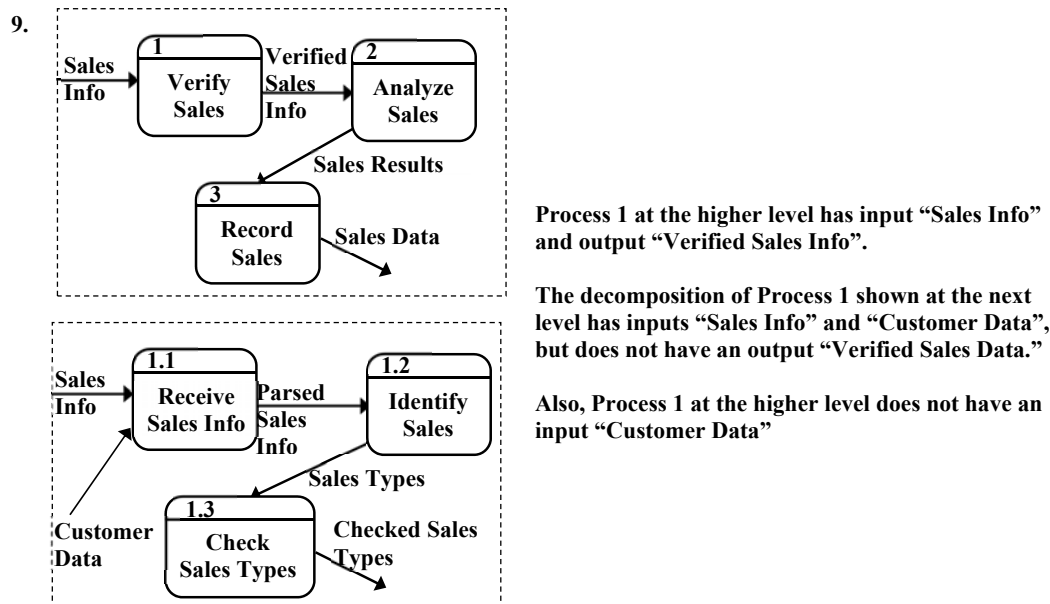 9.
1
Verify
Sales
Sales
Info
Verified
Sales
Info
2
Analyze
Sales
Sales Results
3
Record
Sales
Sales Data
Process 1 at the higher level has input “Sales Info”
and output “Verified Sales Info”.
The decomposition of Process 1 shown at the next
level has inputs “Sales Info” and “Customer Data”,
but does not have an output “Verified Sales Data.”
Also, Process 1 at the higher level does not have an
input “Customer Data”
1.1
Receive
Sales Info
Sales
Info
Parsed
Sales
Info
1.2
Identify
Sales
Sales Types
Customer
Data
1.3
Check
Sales Types
Checked Sales
Types